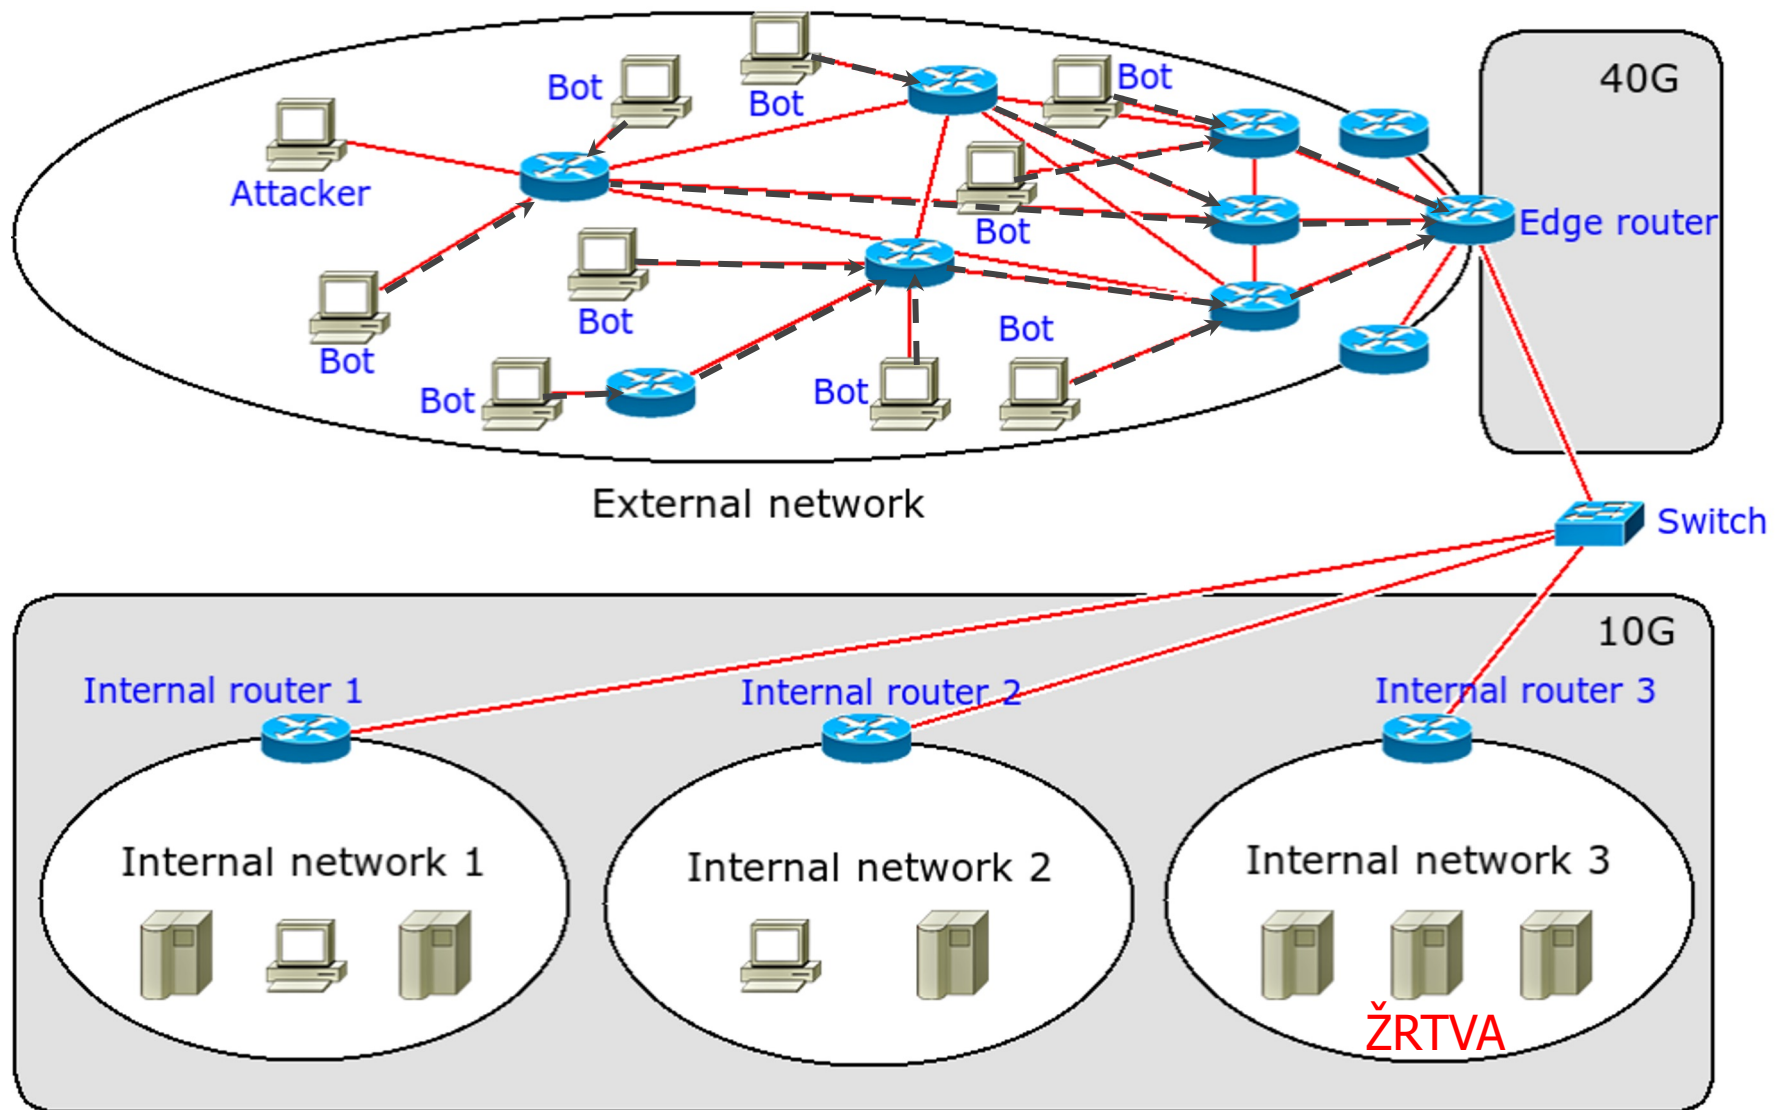 40G
Bot
Bot
Bot
Attacker
Bot
Edge router
Bot
Bot
Bot
Bot
Bot
External network
Switch
10G
Internal router 1
Internal router 2
Internal router 3
Internal network 1
Internal network 2
Internal network 3
ŽRTVA